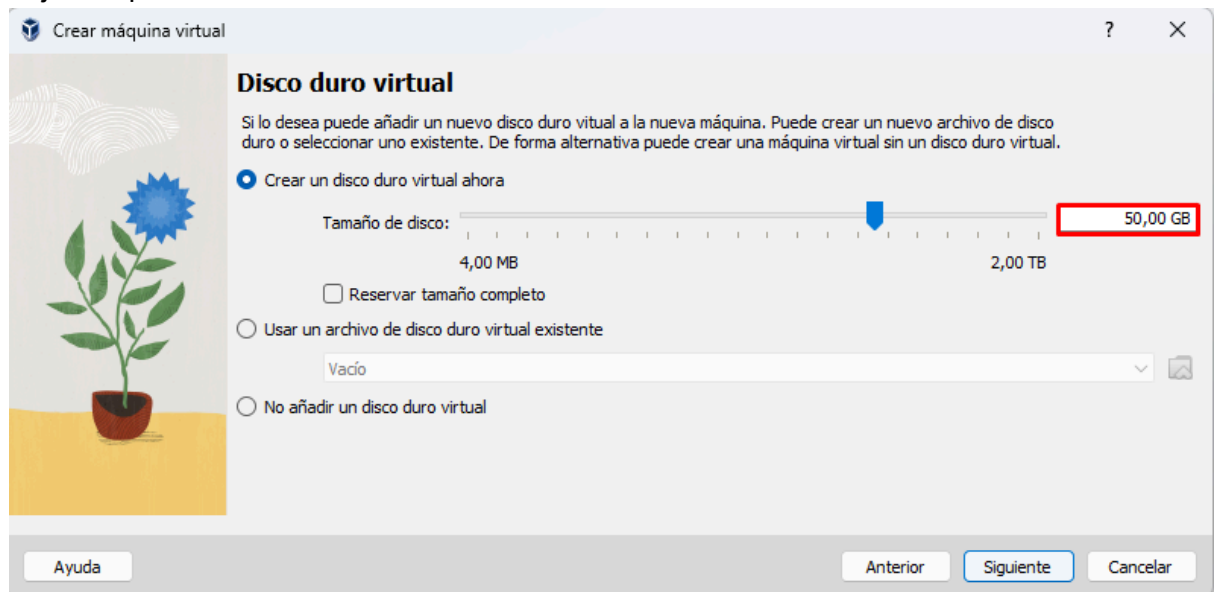 Crear máquina virtual
?
Disco duro virtual
Si lo desea puede añadir un nuevo disco duro vitual a la nueva máquina. Puede crear un nuevo archivo de disco
duro o seleccionar uno existente. De forma alternativa puede crear una máquina virtual sin un disco duro virtual.
Crear un disco duro virtual ahora
Tamaño de disco: 50,00 GB
4,00 MB 2,00 TB
Reservar tamaño completo
Usar un archivo de disco duro virtual existente
Vacío
No añadir un disco duro virtual
Ayuda Anterior Siguiente Cancelar